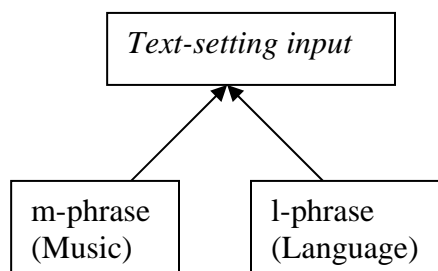 Text-setting input
m-phrase
(Music)
l-phrase
(Language)